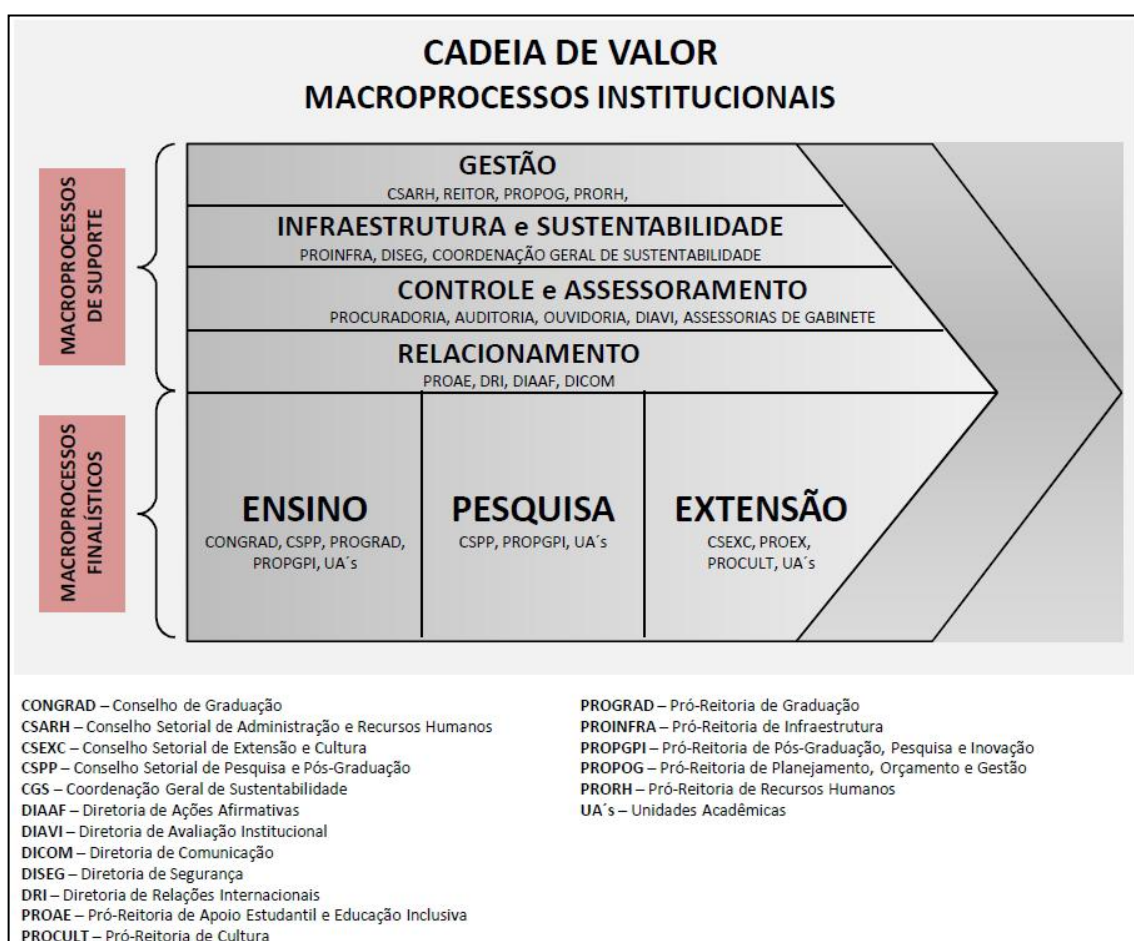 CADEIA DE VALOR
MACROPROCESSOS INSTITUCIONAIS
MACROPROCESSOS
DE SUPORTE
GESTÃO
CSARH, REITOR, PROPOG, PRORH,
INFRAESTRUTURA e SUSTENTABILIDADE
PROINFRA, DISEG, COORDENAÇÃO GERAL DE SUSTENTABILIDADE
CONTROLE e ASSESSORAMENTO
PROCURADORIA, AUDITORIA, OUVIDORIA, DIAVI, ASSESSORIAS DE GABINETE
RELACIONAMENTO
PROAE, DRI, DIAAF, DICOM
MACROPROCESSOS
FINALÍSTICOS
ENSINO
CONGRAD, CSPP, PROGRAD,
PROPGPI, UA´s
PESQUISA
CSPP, PROPGPI, UA´s
EXTENSÃO
CSEXC, PROEX,
PROCULT, UA´s
CONGRAD – Conselho de Graduação
CSARH – Conselho Setorial de Administração e Recursos Humanos
CSEXC – Conselho Setorial de Extensão e Cultura
CSPP – Conselho Setorial de Pesquisa e Pós-Graduação
CGS – Coordenação Geral de Sustentabilidade
DIAAF – Diretoria de Ações Afirmativas
DIAVI – Diretoria de Avaliação Institucional
DICOM – Diretoria de Comunicação
DISEG – Diretoria de Segurança
DRI – Diretoria de Relações Internacionais
PROAE – Pró-Reitoria de Apoio Estudantil e Educação Inclusiva
PROCULT – Pró-Reitoria de Cultura
PROGRAD – Pró-Reitoria de Graduação
PROINFRA – Pró-Reitoria de Infraestrutura
PROPGPI – Pró-Reitoria de Pós-Graduação, Pesquisa e Inovação
PROPOG – Pró-Reitoria de Planejamento, Orçamento e Gestão
PRORH – Pró-Reitoria de Recursos Humanos
UA´s – Unidades Acadêmicas